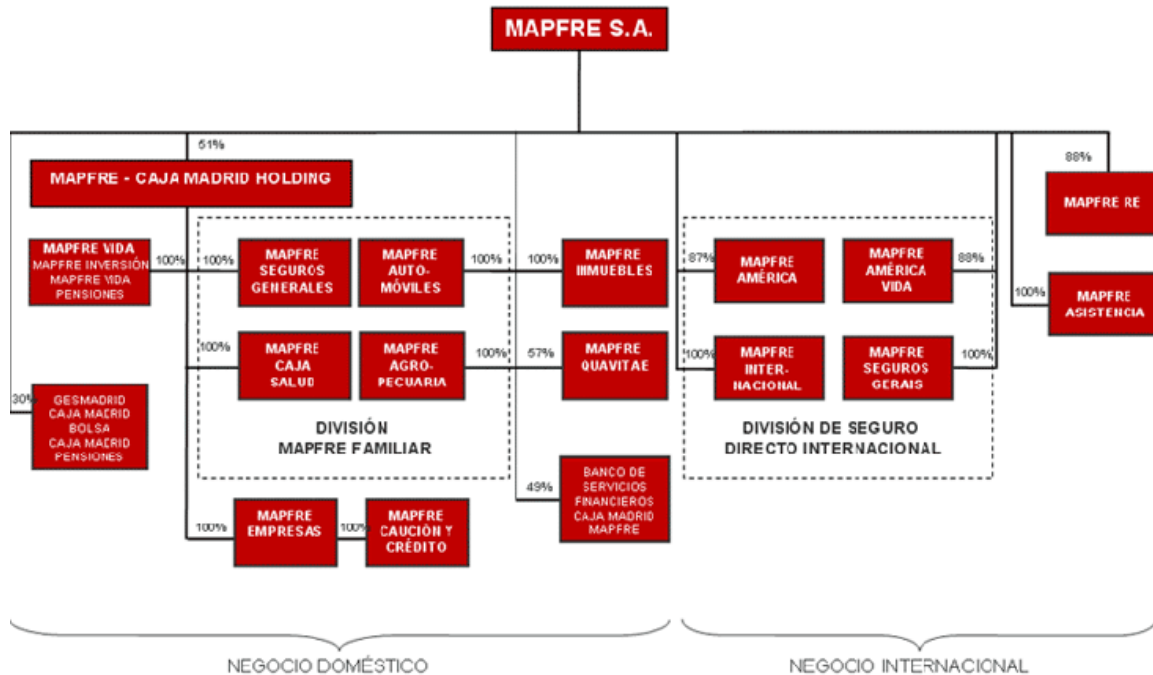 MAPFRE S.A.
51%
MAPFRE - CAJA MADRID HOLDING
88%
MAPFRE RE
MAPFRE VIDA
MAPFRE INVERSIÓN
MAPFRE VIDA
PENSIONES
100%
100%
MAPFRE
SEGUROS
GENERALES
MAPFRE
AUTO-
MÓVILES
100%
100%
MAPFRE
INMUEBLES
87%
MAPFRE
AMÉRICA
MAPFRE
AMÉRICA
VIDA
88%
100%
MAPFRE
ASISTENCIA
100%
MAPFRE
CAJA
SALUD
MAPFRE
AGRO-
PECUARIA
100%
57%
MAPFRE
QUAVITAE
100%
MAPFRE
INTER-
NACIONAL
MAPFRE
SEGUROS
GERAIS
100%
30%
GESMADRID
CAJA MADRID
BOLSA
CAJA MADRID
PENSIONES
DIVISIÓN
MAPFRE FAMILIAR
DIVISIÓN DE SEGURO
DIRECTO INTERNACIONAL
49%
BANCO DE
SERVICIOS
FINANCIEROS
CAJA MADRID
MAPFRE
100%
MAPFRE
EMPRESAS
100%
MAPFRE
CAUCIÓN Y
CRÉDITO
NEGOCIO DOMÉSTICO
NEGOCIO INTERNACIONAL